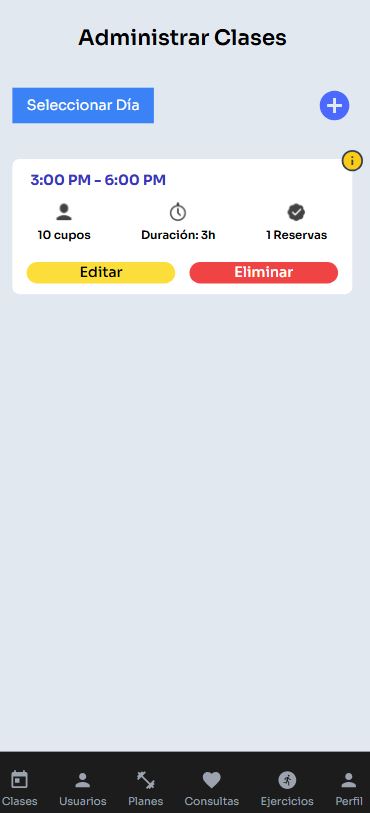 Administrar Clases
Seleccionar Día
3:00 PM - 6:00 PM
10 cupos Duración: 3h 1 Reservas
Editar Eliminar
Clases Usuarios Planes Consultas Ejercicios Perfil